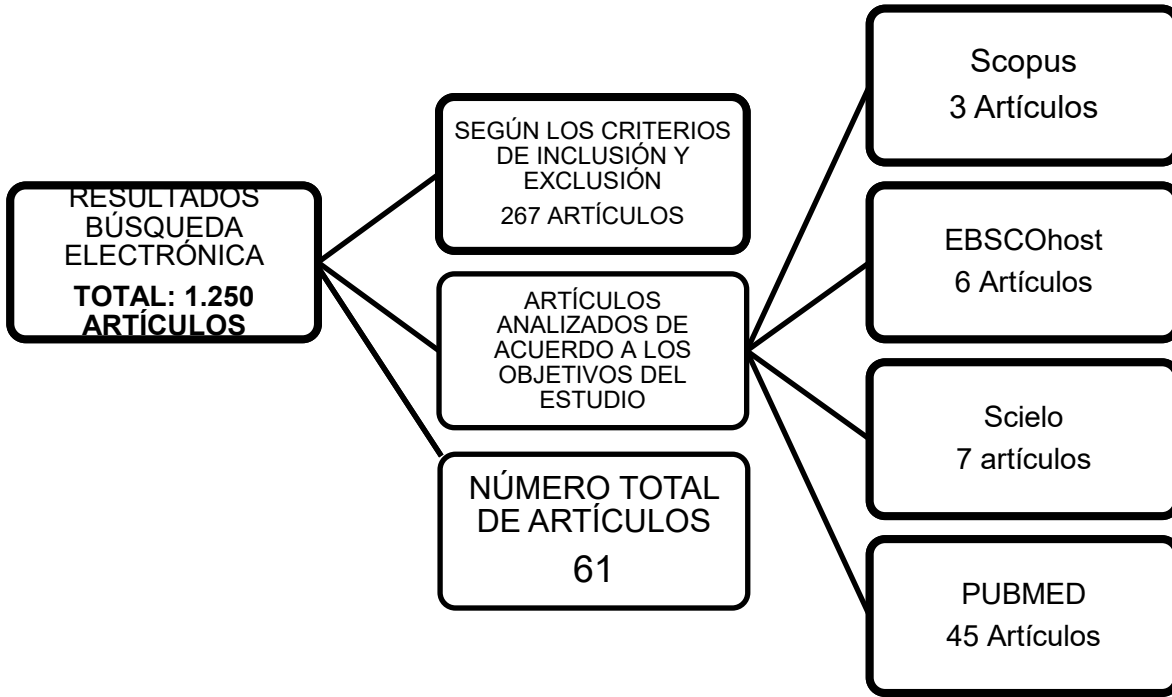 RESULTADOS
BÚSQUEDA
ELECTRÓNICA
TOTAL: 1.250
ARTÍCULOS
SEGÚN LOS CRITERIOS
DE INCLUSIÓN Y
EXCLUSIÓN
267 ARTÍCULOS
ARTÍCULOS
ANALIZADOS DE
ACUERDO A LOS
OBJETIVOS DEL
ESTUDIO
NÚMERO TOTAL
DE ARTÍCULOS
61
Scopus
3 Artículos
EBSCOhost
6 Artículos
Scielo
7 artículos
PUBMED
45 Artículos